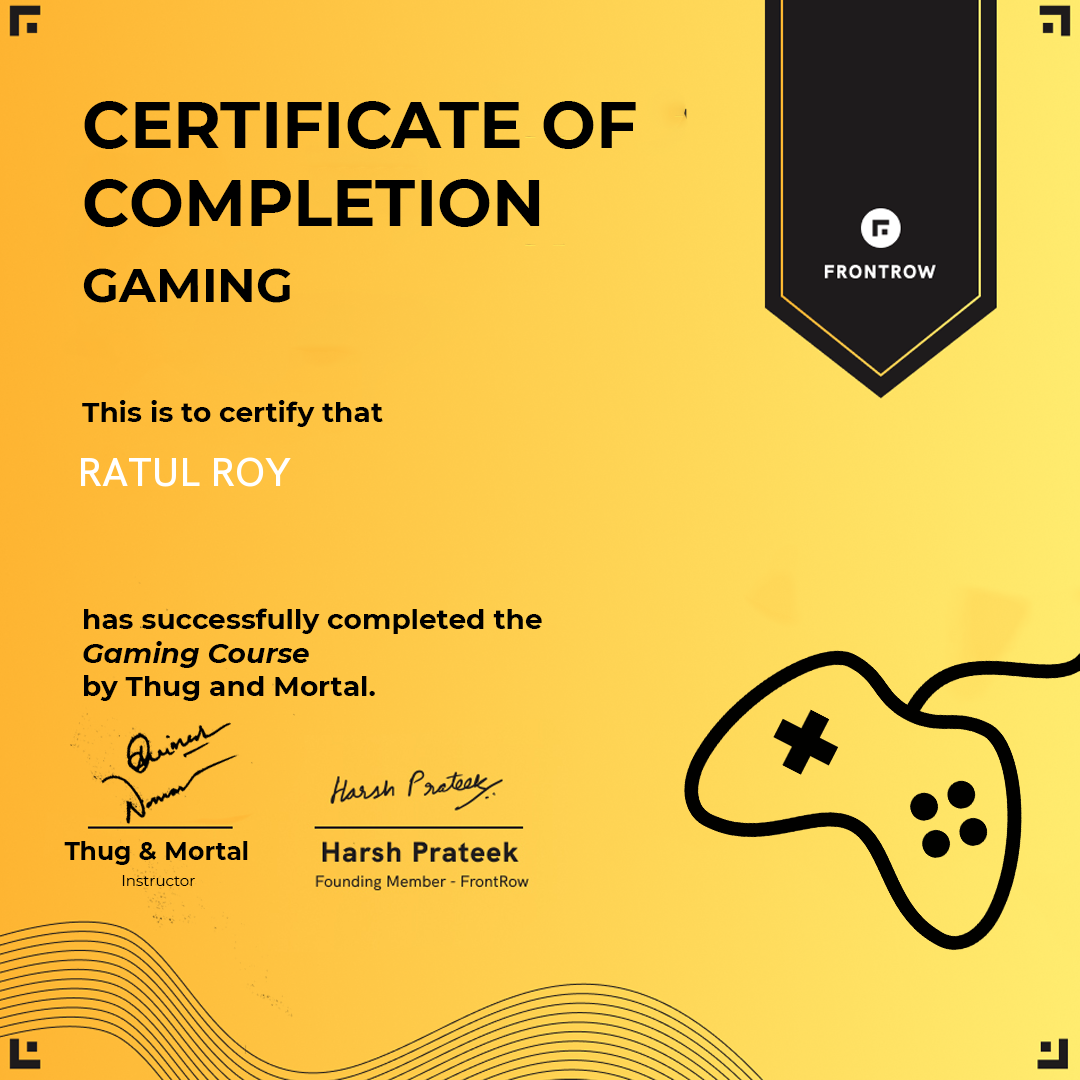 CERTIFICATE OF
COMPLETION
GAMING
FRONTROW
This is to certify that
RATUL ROY
has successfully completed the
Gaming Course
by Thug and Mortal.
Harsh Prateek
Thug & Mortal
Instructor
Harsh Prateek
Founding Member - FrontRow